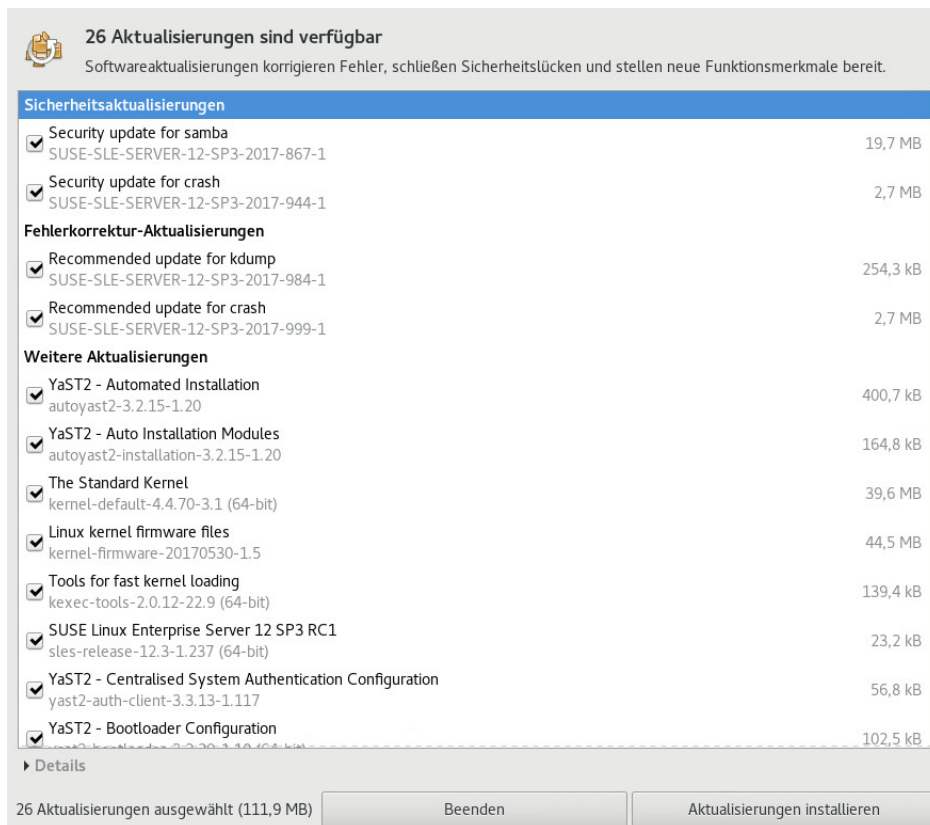 26 Aktualisierungen sind verfügbar
Softwareaktualisierungen korrigieren Fehler, schließen Sicherheitslücken und stellen neue Funktionsmerkmale bereit.
Sicherheitsaktualisierungen
Security update for samba
SUSE-SLE-SERVER-12-SP3-2017-867-1
19,7 MB
Security update for crash
SUSE-SLE-SERVER-12-SP3-2017-944-1
2,7 MB
Fehlerkorrektur-Aktualisierungen
Recommended update for kdump
SUSE-SLE-SERVER-12-SP3-2017-984-1
254,3 kB
Recommended update for crash
SUSE-SLE-SERVER-12-SP3-2017-999-1
2,7 MB
Weitere Aktualisierungen
YaST2 - Automated Installation
autoyast2-3.2.15-1.20
400,7 kB
YaST2 - Auto Installation Modules
autoyast2-installation-3.2.15-1.20
164,8 kB
The Standard Kernel
kernel-default-4.4.70-3.1 (64-bit)
39,6 MB
Linux kernel firmware files
kernel-firmware-20170530-1.5
44,5 MB
Tools for fast kernel loading
kexec-tools-2.0.12-22.9 (64-bit)
139,4 kB
SUSE Linux Enterprise Server 12 SP3 RC1
sles-release-12.3-1.237 (64-bit)
23,2 kB
YaST2 - Centralised System Authentication Configuration
yast2-auth-client-3.3.13-1.117
56,8 kB
YaST2 - Bootloader Configuration
102,5 kB
Details
26 Aktualisierungen ausgewählt (111,9 MB)
Beenden
Aktualisierungen installieren